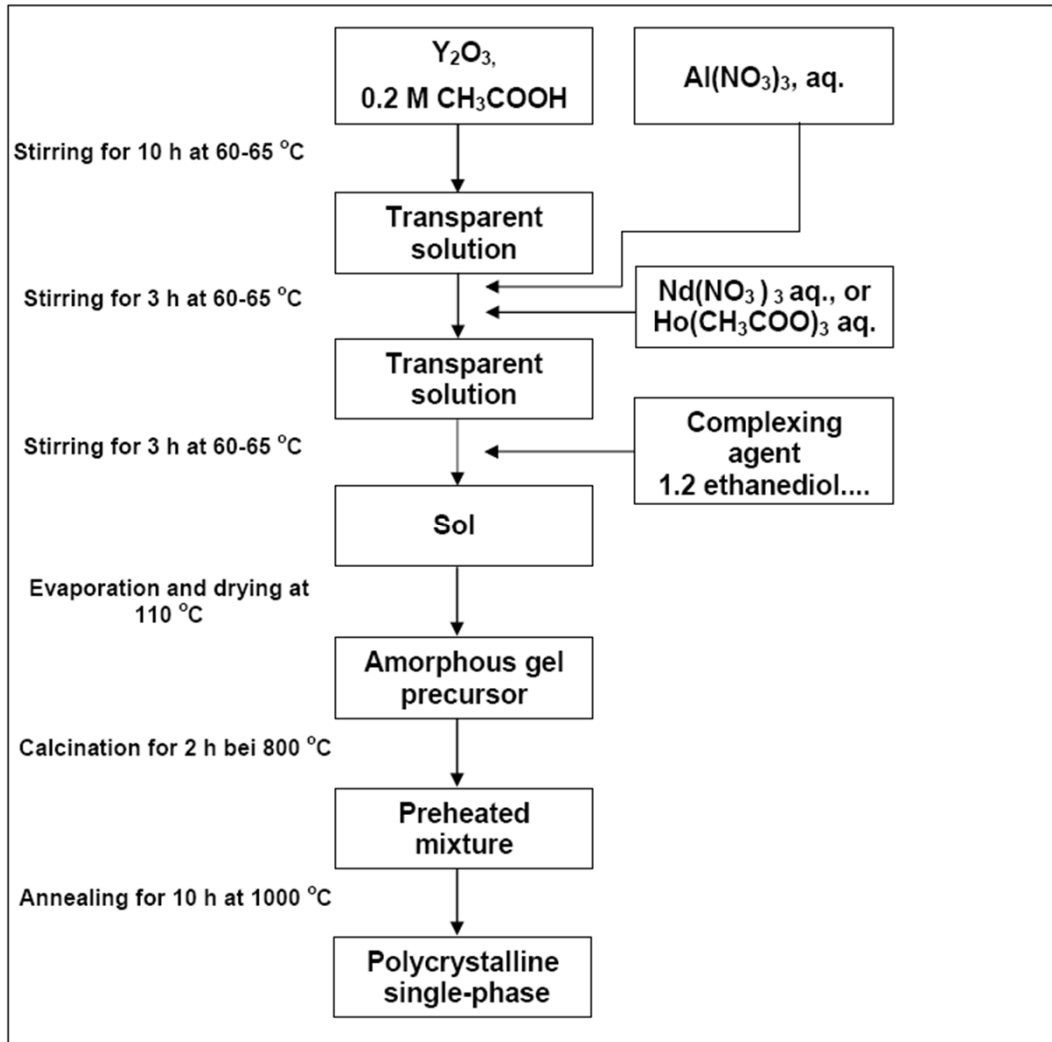 Y₂O₃,
0.2 M CH₃COOH
Al(NO₃)₃, aq.
Stirring for 10 h at 60-65 °C
Transparent
solution
Stirring for 3 h at 60-65 °C
Nd(NO₃ ) ₃ aq., or
Ho(CH₃COO)₃ aq.
Transparent
solution
Stirring for 3 h at 60-65 °C
Complexing
agent
1.2 ethanediol....
Sol
Evaporation and drying at
110 °C
Amorphous gel
precursor
Calcination for 2 h bei 800 °C
Preheated
mixture
Annealing for 10 h at 1000 °C
Polycrystalline
single-phase